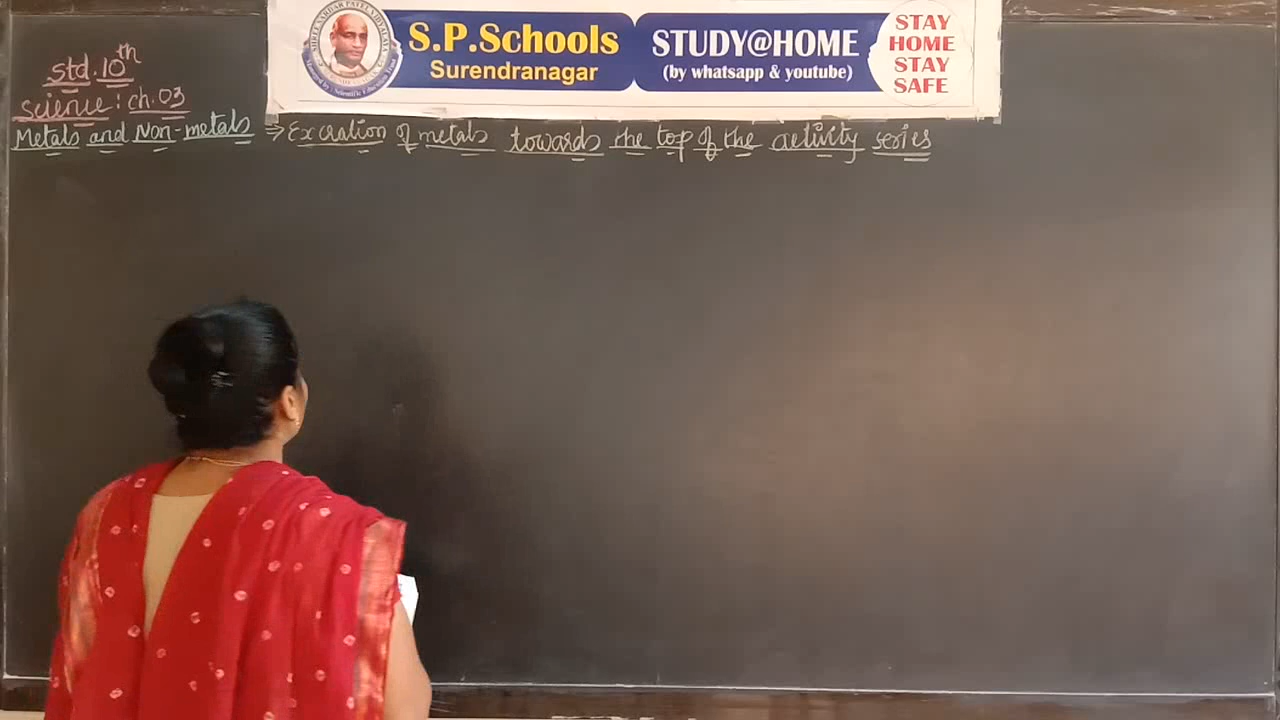 S.P.Schools
Surendranagar
STUDY@HOME
(by whatsapp & youtube)
STAY
HOME
STAY
SAFE
Std. 10th
Science : ch. 03
Metals and Non-metals ⇒ Excration of metals towards the top of the activity series